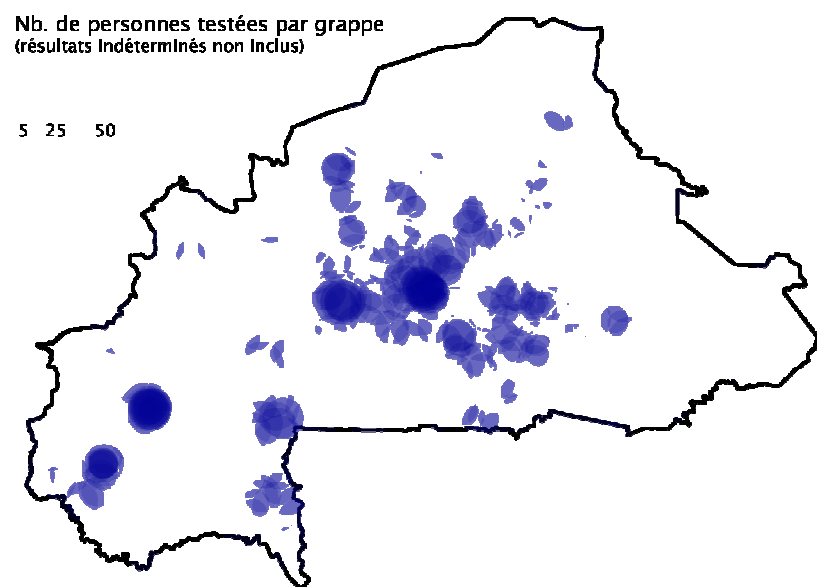 Nb. de personnes testées par grappe
(résultats indéterminés non inclus)
5 25 50